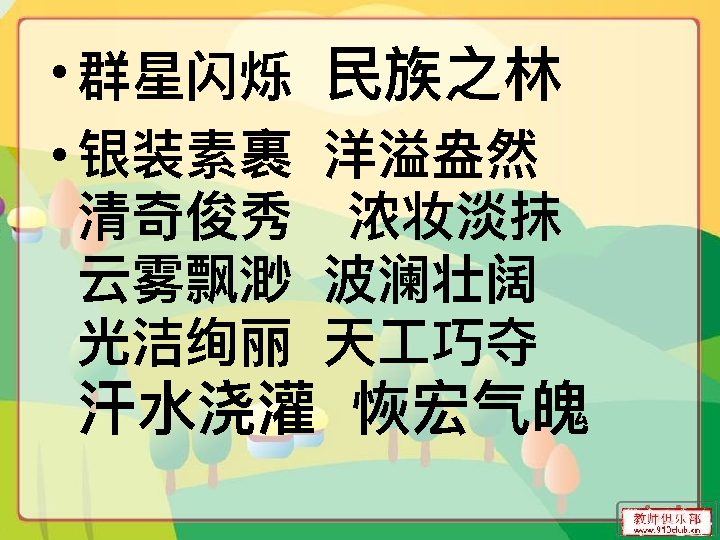 •群星闪烁 民族之林
•银装素裹 洋溢盎然
清奇俊秀 浓妆淡抹
云雾飘渺 波澜壮阔
光洁绚丽 天工巧夺
汗水浇灌 恢宏气魄
教师俱乐部
www.910club.cn